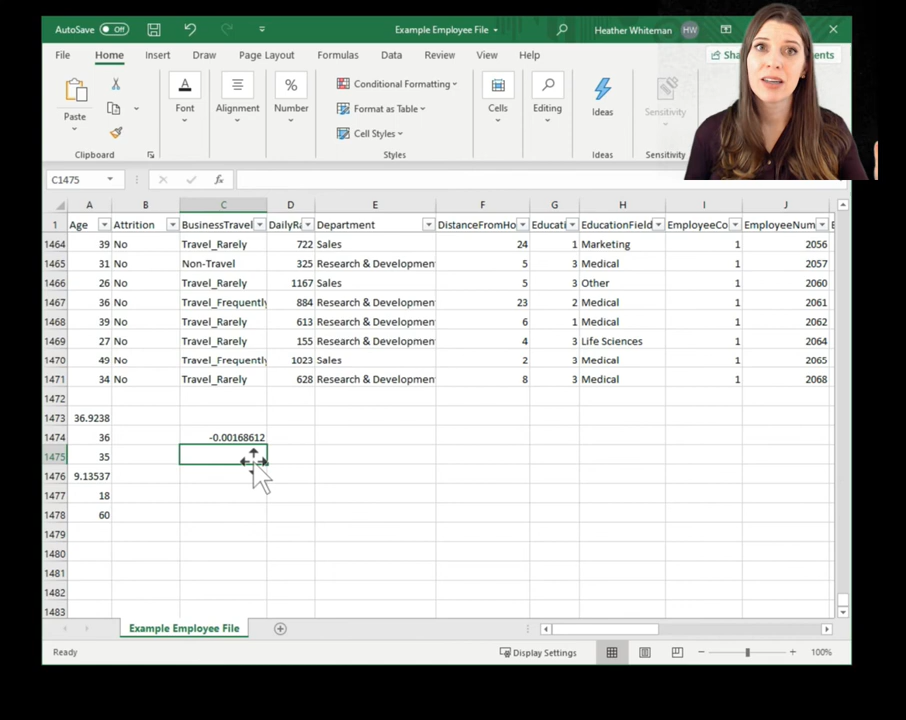 AutoSave Off Example Employee File Heather Whiteman HW
File Home Insert Draw Page Layout Formulas Data Review View Help
Paste
Clipboard
Font
Alignment
Number
Conditional Formatting
Format as Table
Cell Styles
Styles
Cells
Editing
Ideas
Ideas
Sensitivity
Sensitivity
C1475 fx
A B C D E F G H I J
1 Age Attrition BusinessTravel DailyRa Department DistanceFromHo Educati EducationField EmployeeCo EmployeeNum
1464 39 No Travel_Rarely 722 Sales 24 1 Marketing 1 2056
1465 31 No Non-Travel 325 Research & Developmen 5 3 Medical 1 2057
1466 26 No Travel_Rarely 1167 Sales 5 3 Other 1 2060
1467 36 No Travel_Frequently 884 Research & Developmen 23 2 Medical 1 2061
1468 39 No Travel_Rarely 613 Research & Developmen 6 1 Medical 1 2062
1469 27 No Travel_Rarely 155 Research & Developmen 4 3 Life Sciences 1 2064
1470 49 No Travel_Frequently 1023 Sales 2 3 Medical 1 2065
1471 34 No Travel_Rarely 628 Research & Developmen 8 3 Medical 1 2068
1472
1473 36.9238
1474 36 -0.00168612
1475 35
1476 9.13537
1477 18
1478 60
1479
1480
1481
1482
1483
Example Employee File
Ready Display Settings 100%